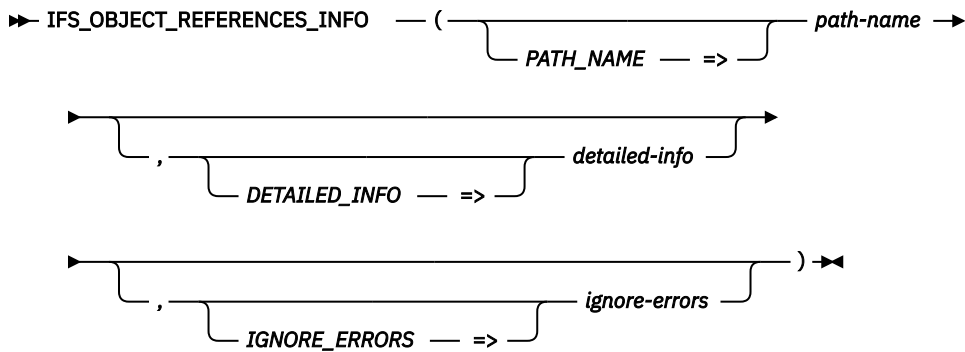 IFS_OBJECT_REFERENCES_INFO ( path-name
PATH_NAME =>
, detailed-info
DETAILED_INFO =>
, ignore-errors )
IGNORE_ERRORS =>